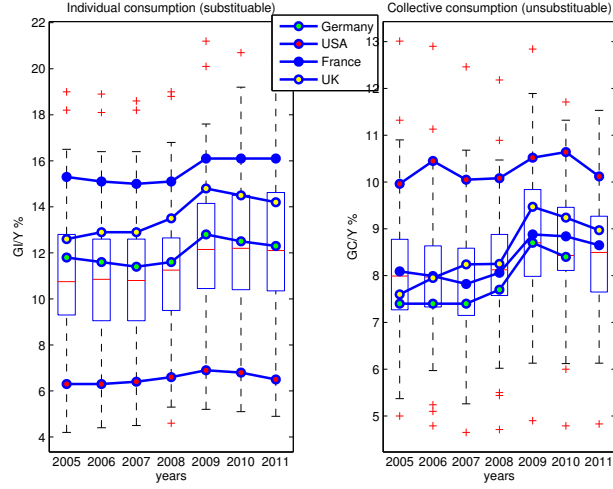 Individual consumption (substituable)
Collective consumption (unsubstituable)
Germany
USA
France
UK
GI/Y %
22
20
18
16
14
12
10
8
6
4
2005 2006 2007 2008 2009 2010 2011
years
GC/Y %
13
12
11
10
9
8
7
6
5
2005 2006 2007 2008 2009 2010 2011
years